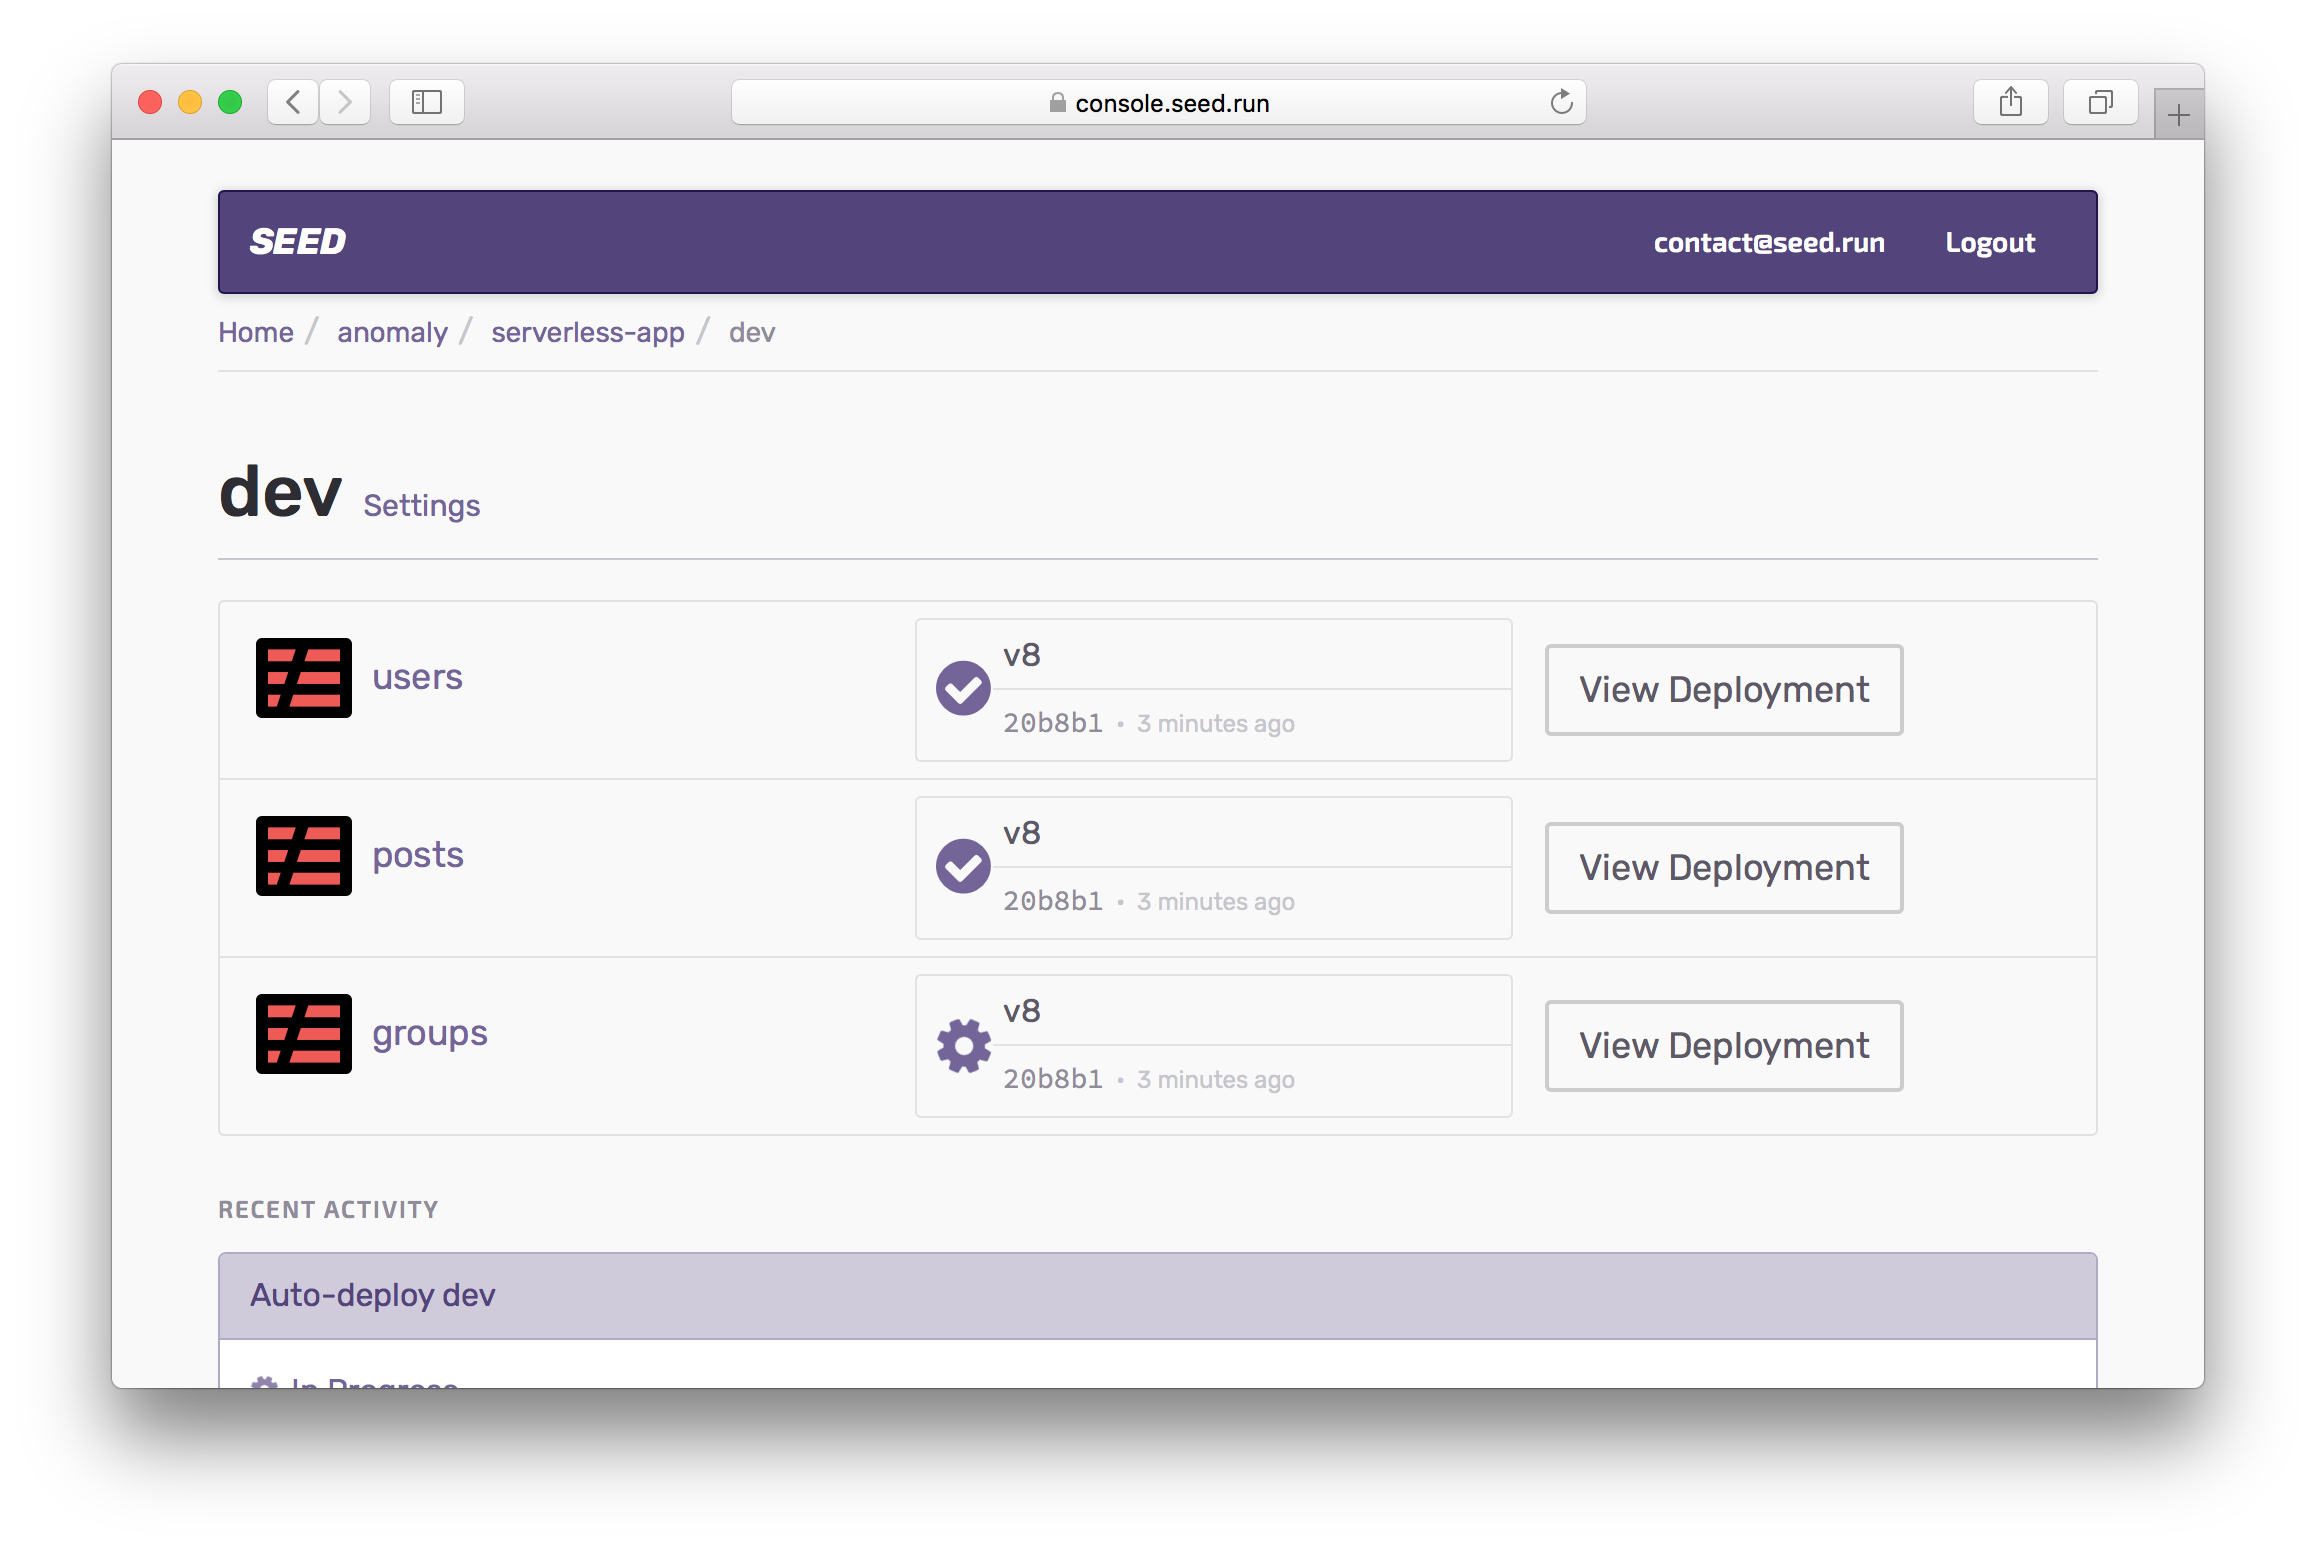 console.seed.run
SEED contact@seed.run Logout
Home / anomaly / serverless-app / dev
dev Settings
users
v8
20b8b1 • 3 minutes ago
View Deployment
posts
v8
20b8b1 • 3 minutes ago
View Deployment
groups
v8
20b8b1 • 3 minutes ago
View Deployment
RECENT ACTIVITY
Auto-deploy dev
In Progress